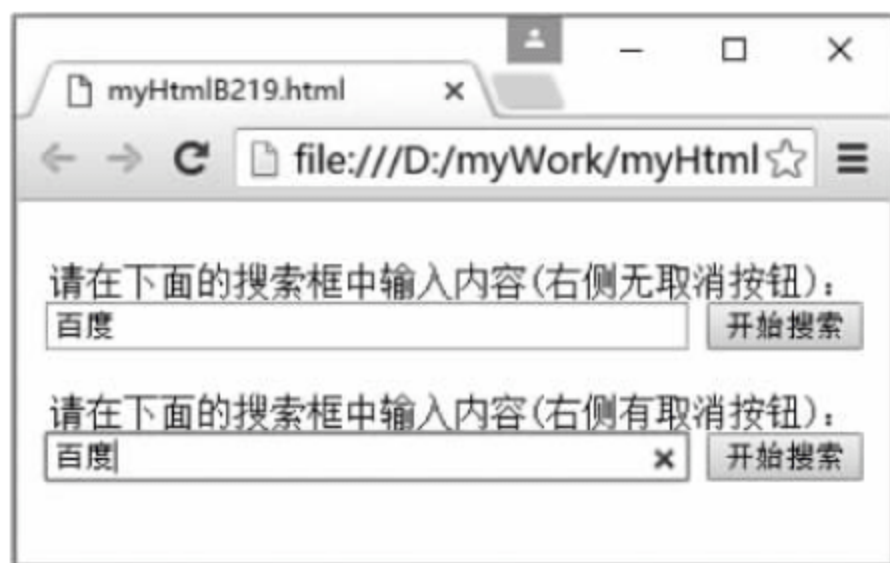 myHtmlB219.html
file:///D:/myWork/myHtml
请在下面的搜索框中输入内容(右侧无取消按钮)：
百度 开始搜索
请在下面的搜索框中输入内容(右侧有取消按钮)：
百度 开始搜索